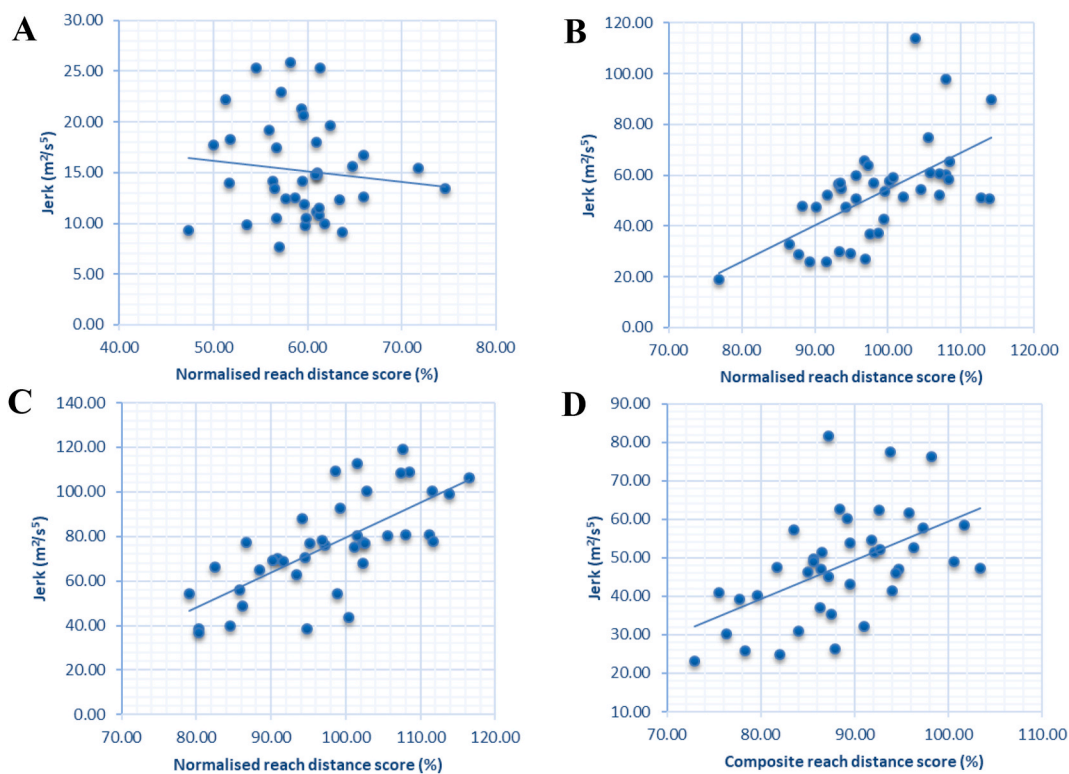 A
30.00
25.00
20.00
15.00
10.00
5.00
0.00
Jerk (m²/s⁵)
40.00 50.00 60.00 70.00 80.00
Normalised reach distance score (%)
B
120.00
100.00
80.00
60.00
40.00
20.00
0.00
Jerk (m²/s⁵)
70.00 80.00 90.00 100.00 110.00 120.00
Normalised reach distance score (%)
C
140.00
120.00
100.00
80.00
60.00
40.00
20.00
0.00
Jerk (m²/s⁵)
70.00 80.00 90.00 100.00 110.00 120.00
Normalised reach distance score (%)
D
90.00
80.00
70.00
60.00
50.00
40.00
30.00
20.00
10.00
Jerk (m²/s⁵)
70.00 80.00 90.00 100.00 110.00
Composite reach distance score (%)